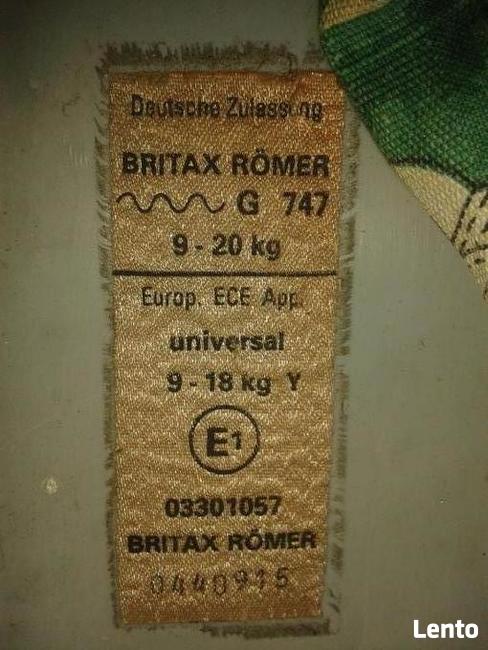 Deutsche Zulassung
BRITAX RÖMER
G 747
9 - 20 kg
Europ. ECE App.
universal
9 - 18 kg Y
E1
03301057
BRITAX RÖMER
0440915
Lento